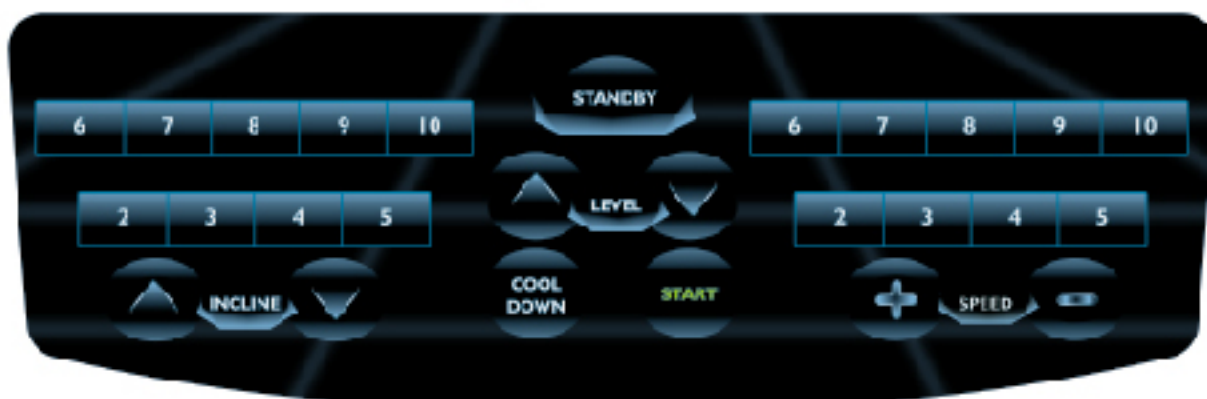 STANDBY
6 7 8 9 10
6 7 8 9 10
LEVEL
2 3 4 5
2 3 4 5
COOL
DOWN
START
INCLINE
SPEED